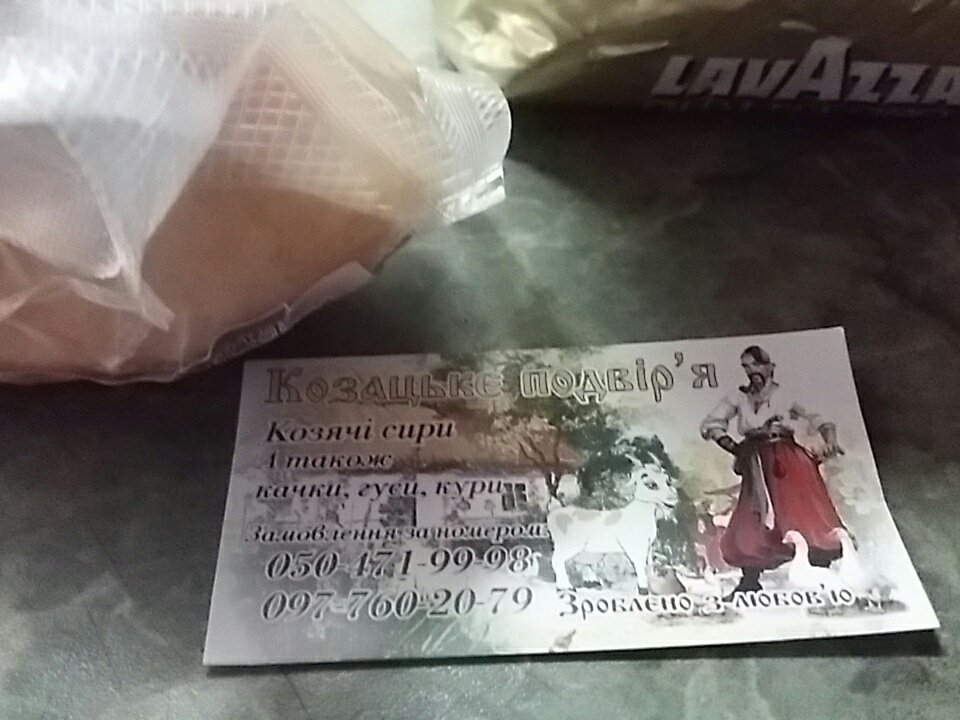 LAVAZZA
Козацьке подвір'я
Козячі сири
А також
качки, гуси, кури
Замовлення за номером:
050-471-99-98
097-760-20-79
Зроблено з любов'ю